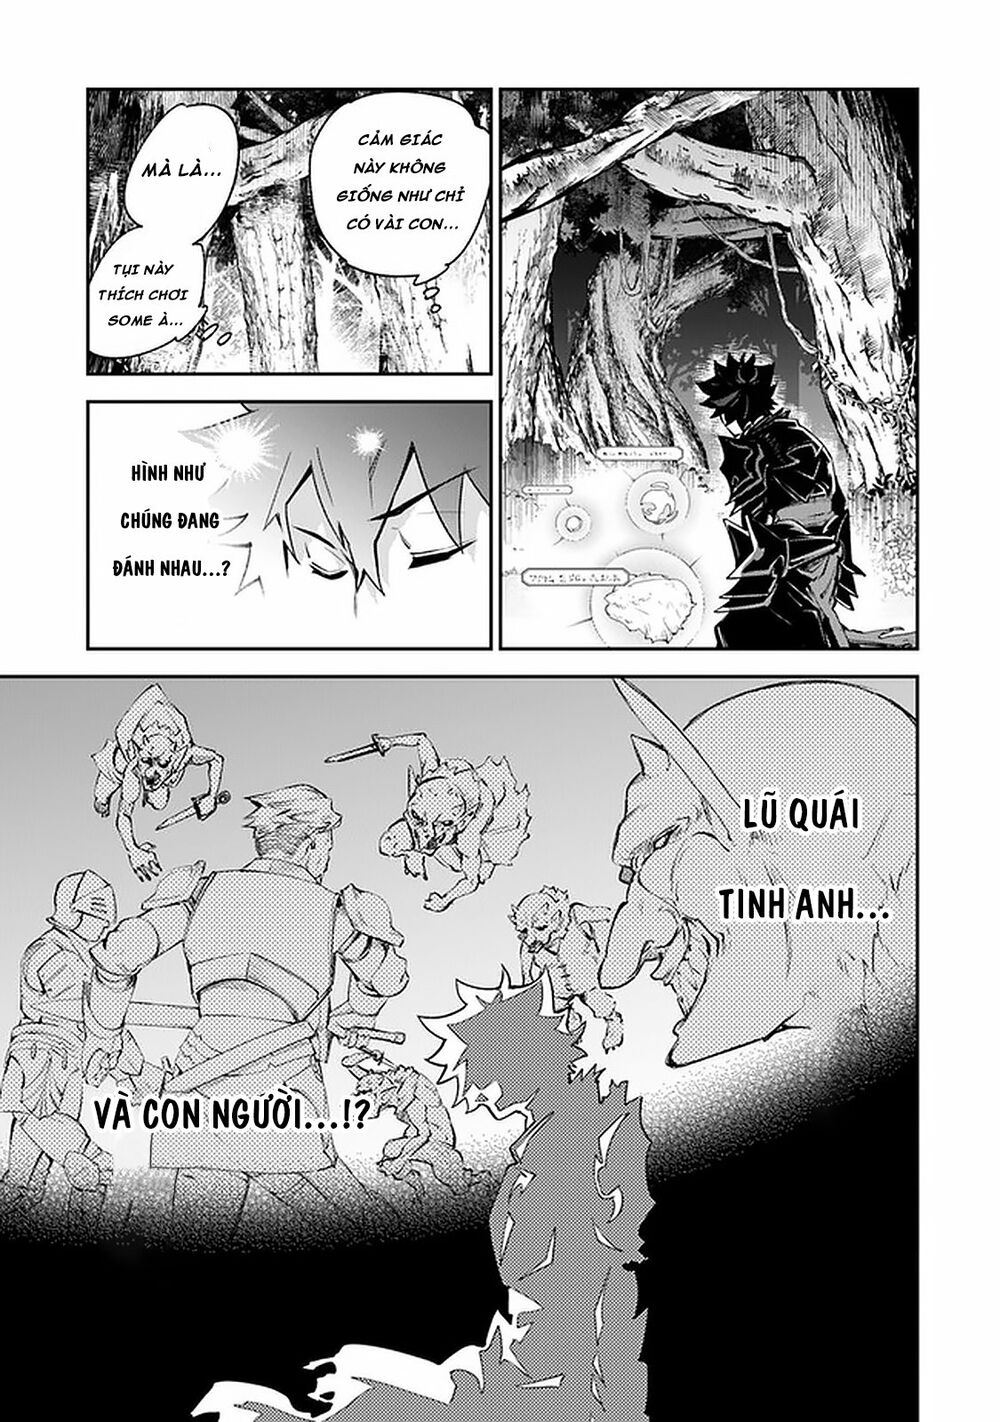 CẢM GIÁC
NÀY KHÔNG
GIỐNG NHƯ CHỈ
CÓ VÀI CON...
MÀ LÀ...
TỤI NÀY
THÍCH CHƠI
SOME À...
HÌNH NHƯ
CHÚNG ĐANG
ĐÁNH NHAU...?
LŨ QUÁI
TINH ANH...
VÀ CON NGƯỜI...!?